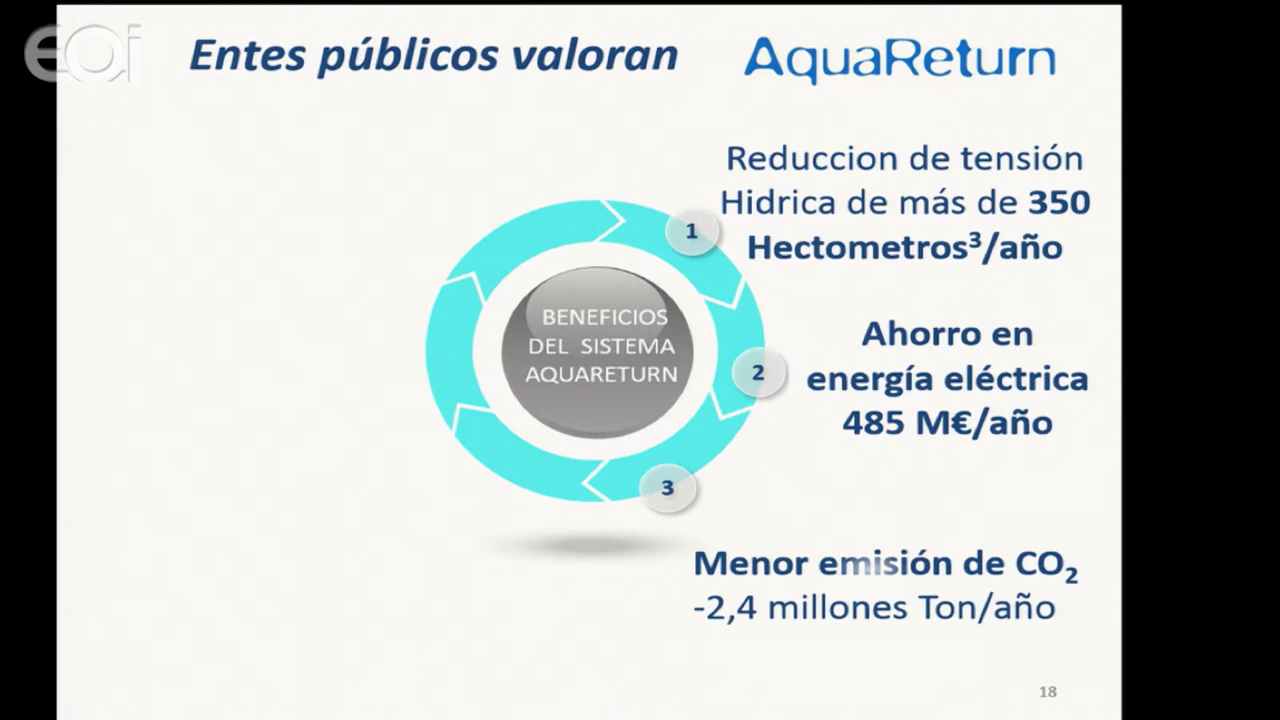 eoi
Entes públicos valoran
AquaReturn
Reduccion de tensión
Hidrica de más de 350
Hectometros³/año
1
BENEFICIOS
DEL SISTEMA
AQUARETURN
Ahorro en
energía eléctrica
485 M€/año
2
3
Menor emisión de CO₂
-2,4 millones Ton/año
18